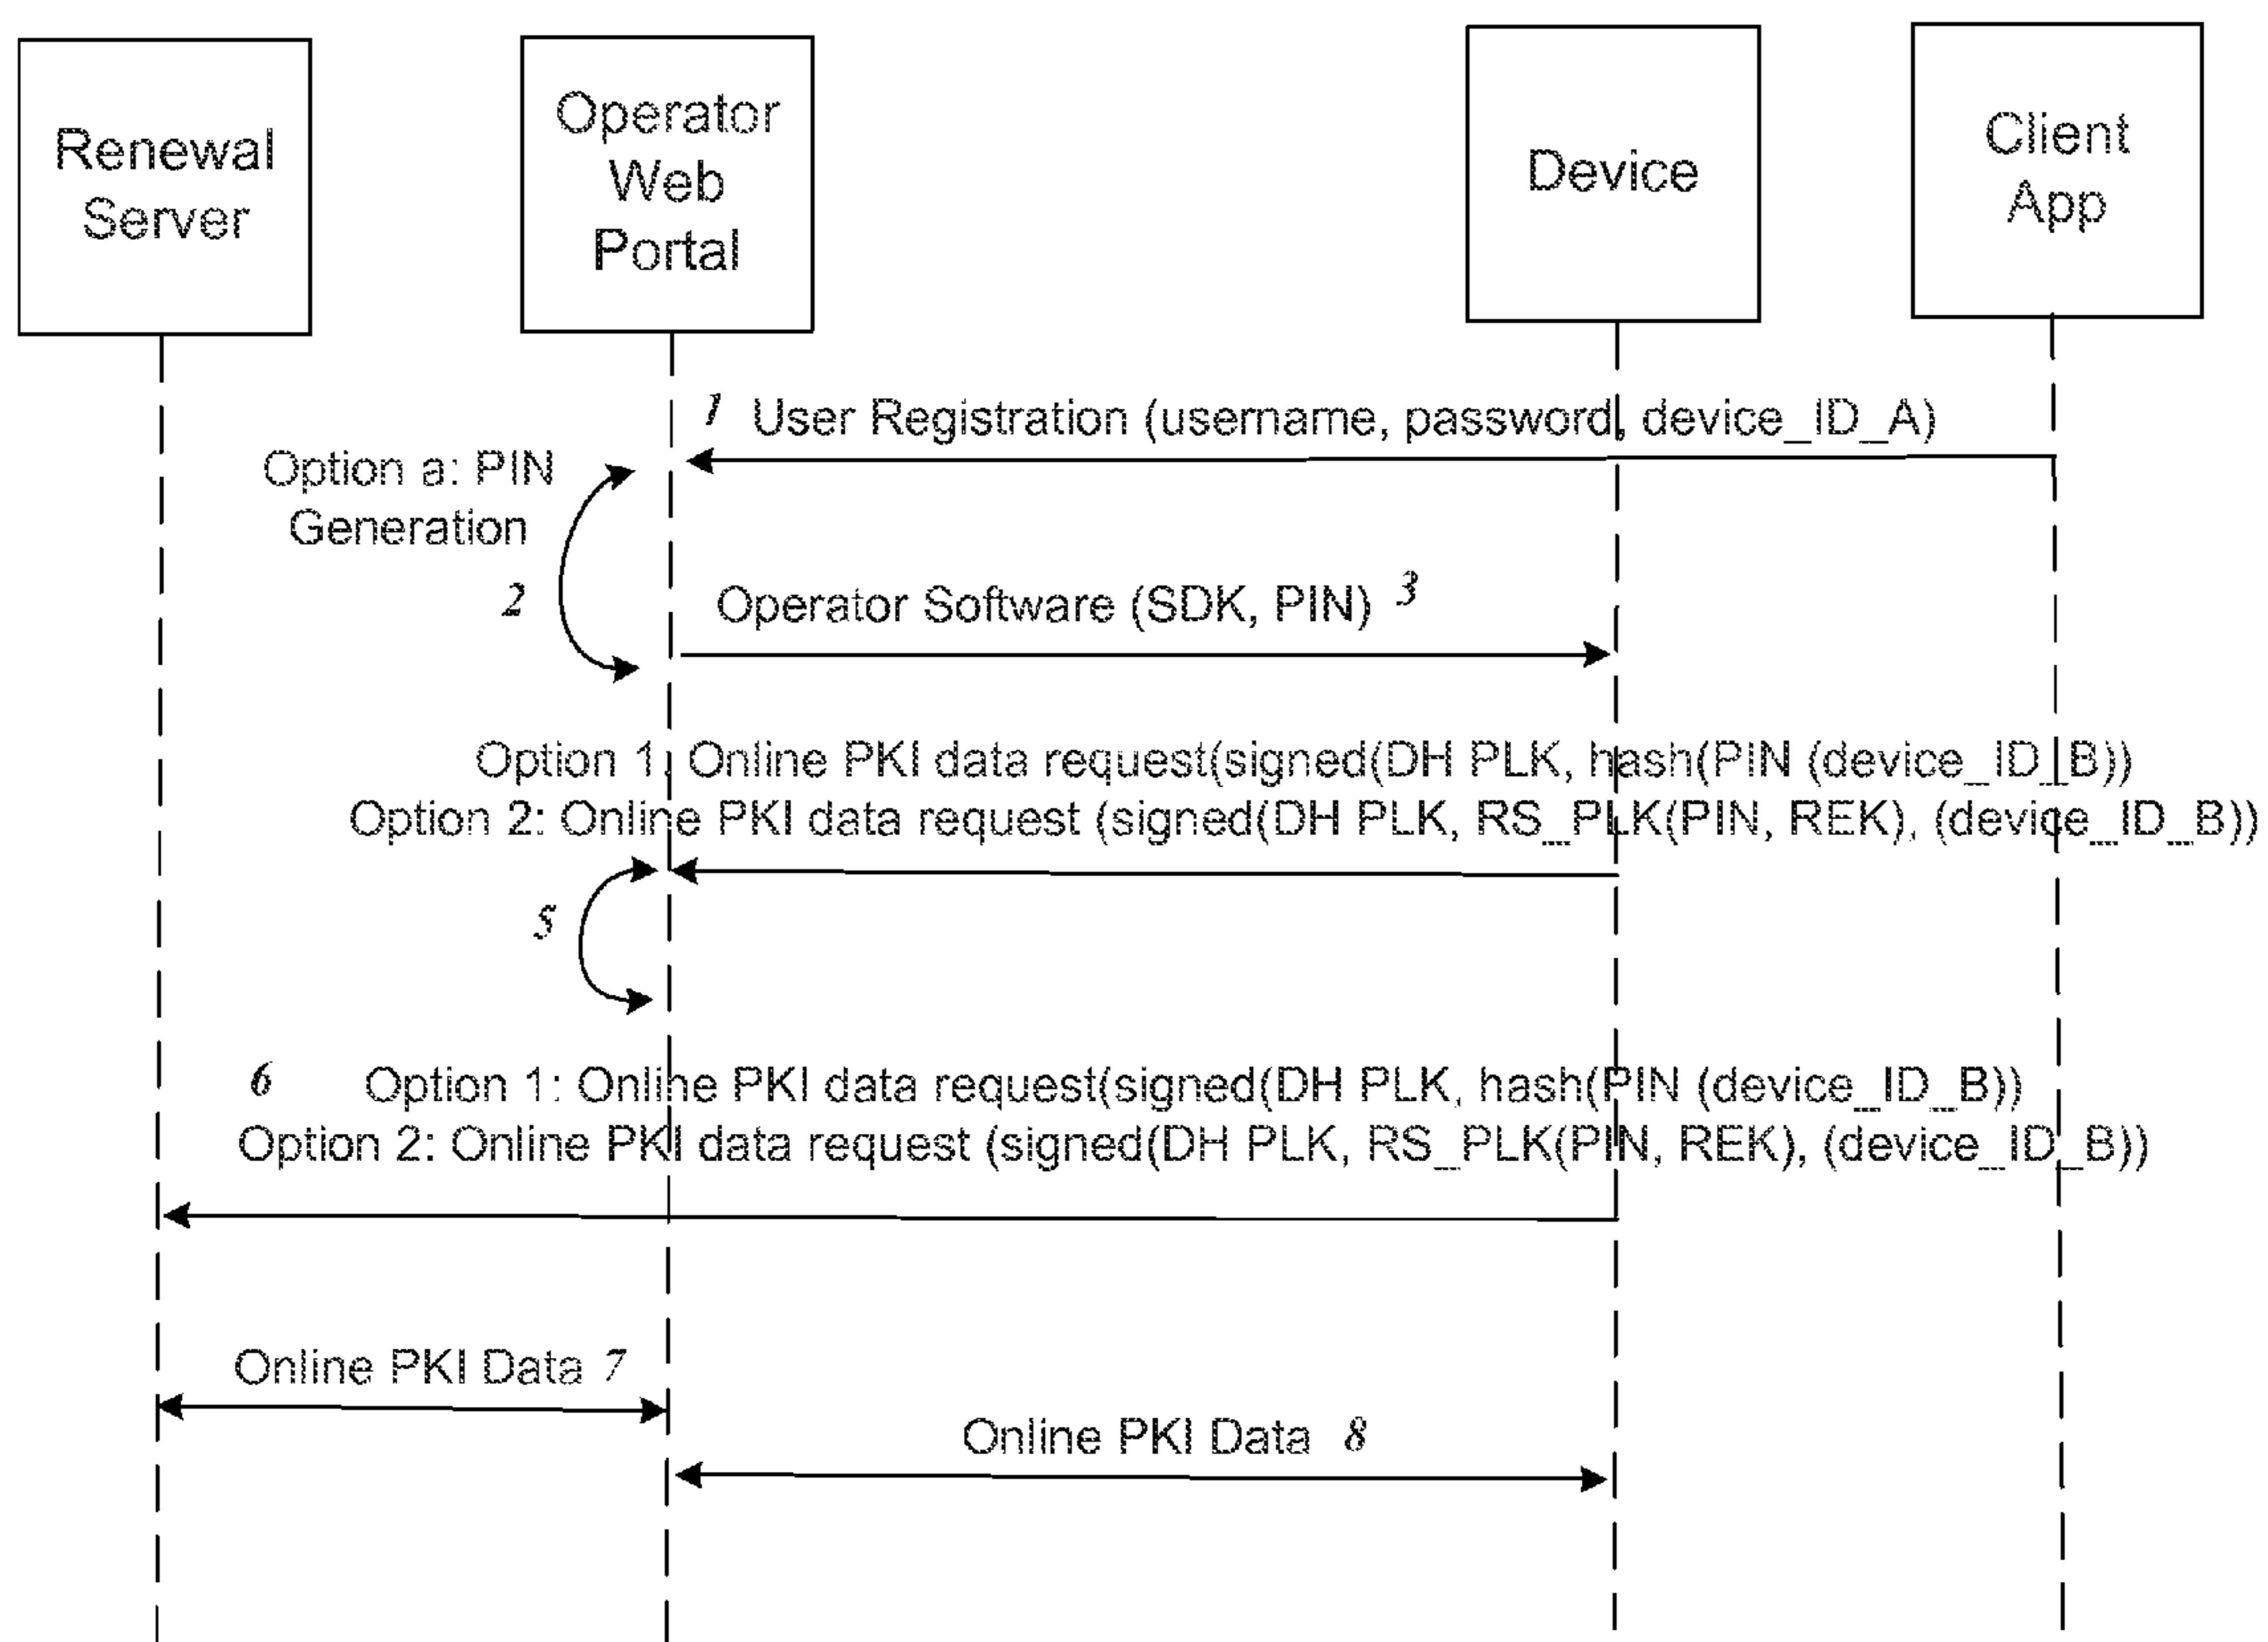 Renewal
Server
Operator
Web
Portal
Device
Client
App
1 User Registration (username, password, device_ID_A)
Option a: PIN
Generation
2
Operator Software (SDK, PIN) 3
Option 1: Online PKI data request(signed(DH PLK, hash(PIN (device_ID_B))
Option 2: Online PKI data request (signed(DH PLK, RS_PLK(PIN, REK), (device_ID_B))
5
6 Option 1: Online PKI data request(signed(DH PLK, hash(PIN (device_ID_B))
Option 2: Online PKI data request (signed(DH PLK, RS_PLK(PIN, REK), (device_ID_B))
Online PKI Data 7
Online PKI Data 8